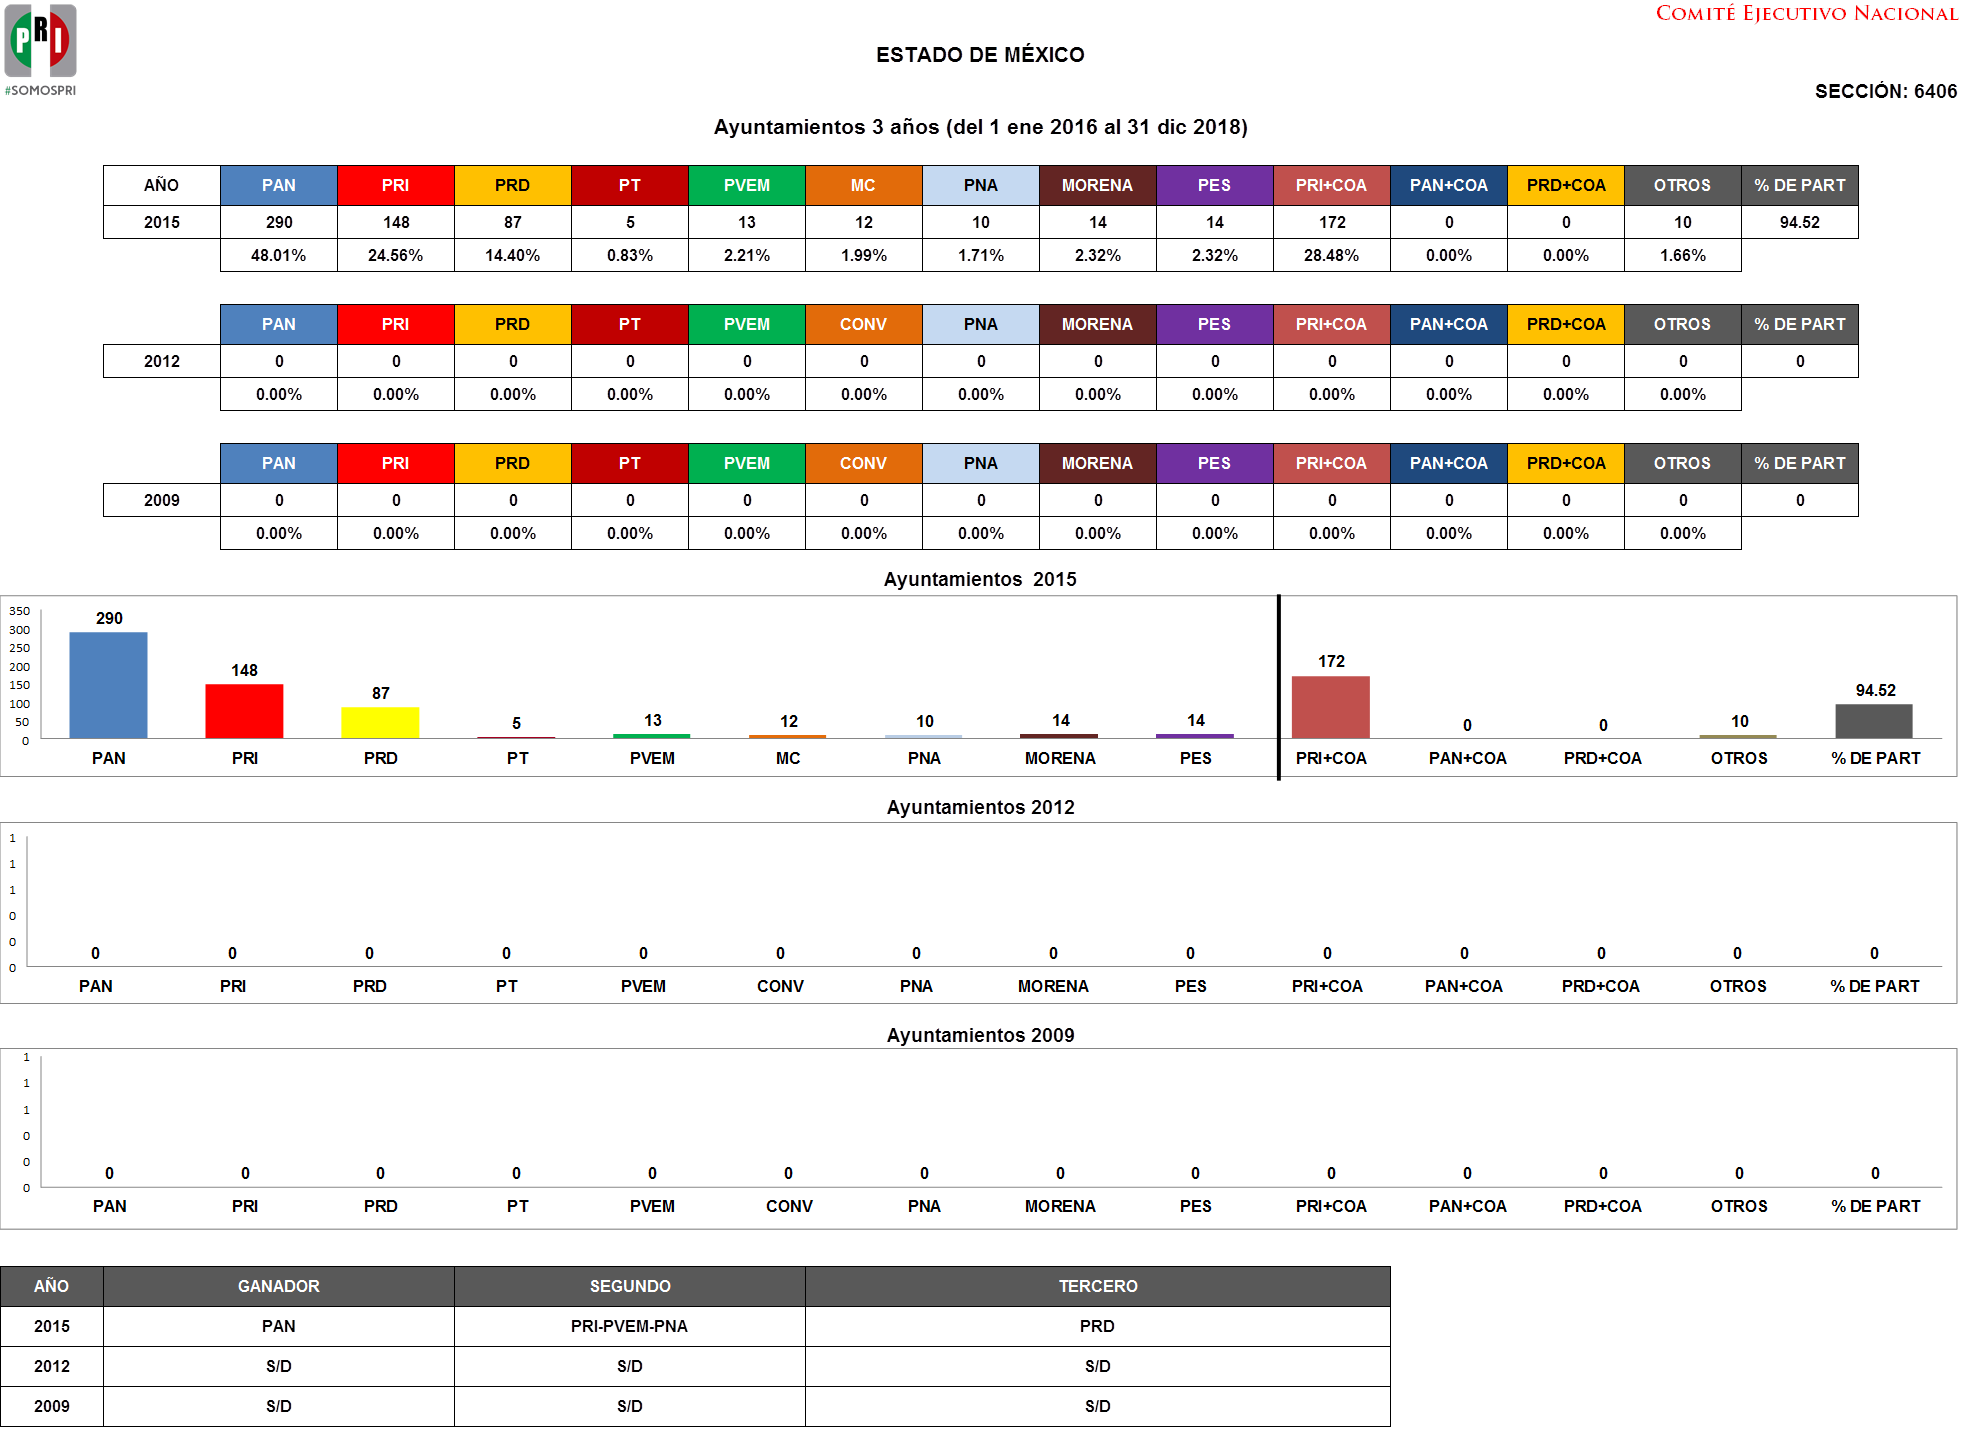 PRI
#SOMOSPRI
COMITÉ EJECUTIVO NACIONAL
ESTADO DE MÉXICO
SECCIÓN: 6406
Ayuntamientos 3 años (del 1 ene 2016 al 31 dic 2018)
AÑO PAN PRI PRD PT PVEM MC PNA MORENA PES PRI+COA PAN+COA PRD+COA OTROS % DE PART
2015 290 148 87 5 13 12 10 14 14 172 0 0 10 94.52
48.01% 24.56% 14.40% 0.83% 2.21% 1.99% 1.71% 2.32% 2.32% 28.48% 0.00% 0.00% 1.66%
PAN PRI PRD PT PVEM CONV PNA MORENA PES PRI+COA PAN+COA PRD+COA OTROS % DE PART
2012 0 0 0 0 0 0 0 0 0 0 0 0 0 0
0.00% 0.00% 0.00% 0.00% 0.00% 0.00% 0.00% 0.00% 0.00% 0.00% 0.00% 0.00% 0.00%
PAN PRI PRD PT PVEM CONV PNA MORENA PES PRI+COA PAN+COA PRD+COA OTROS % DE PART
2009 0 0 0 0 0 0 0 0 0 0 0 0 0 0
0.00% 0.00% 0.00% 0.00% 0.00% 0.00% 0.00% 0.00% 0.00% 0.00% 0.00% 0.00% 0.00%
Ayuntamientos 2015
350
300
250
200
150
100
50
0
290 148 87 5 13 12 10 14 14 172 0 0 10 94.52
PAN PRI PRD PT PVEM MC PNA MORENA PES PRI+COA PAN+COA PRD+COA OTROS % DE PART
Ayuntamientos 2012
1
1
1
0
0
0
0 0 0 0 0 0 0 0 0 0 0 0 0 0
PAN PRI PRD PT PVEM CONV PNA MORENA PES PRI+COA PAN+COA PRD+COA OTROS % DE PART
Ayuntamientos 2009
1
1
1
0
0
0
0 0 0 0 0 0 0 0 0 0 0 0 0 0
PAN PRI PRD PT PVEM CONV PNA MORENA PES PRI+COA PAN+COA PRD+COA OTROS % DE PART
AÑO GANADOR SEGUNDO TERCERO
2015 PAN PRI-PVEM-PNA PRD
2012 S/D S/D S/D
2009 S/D S/D S/D